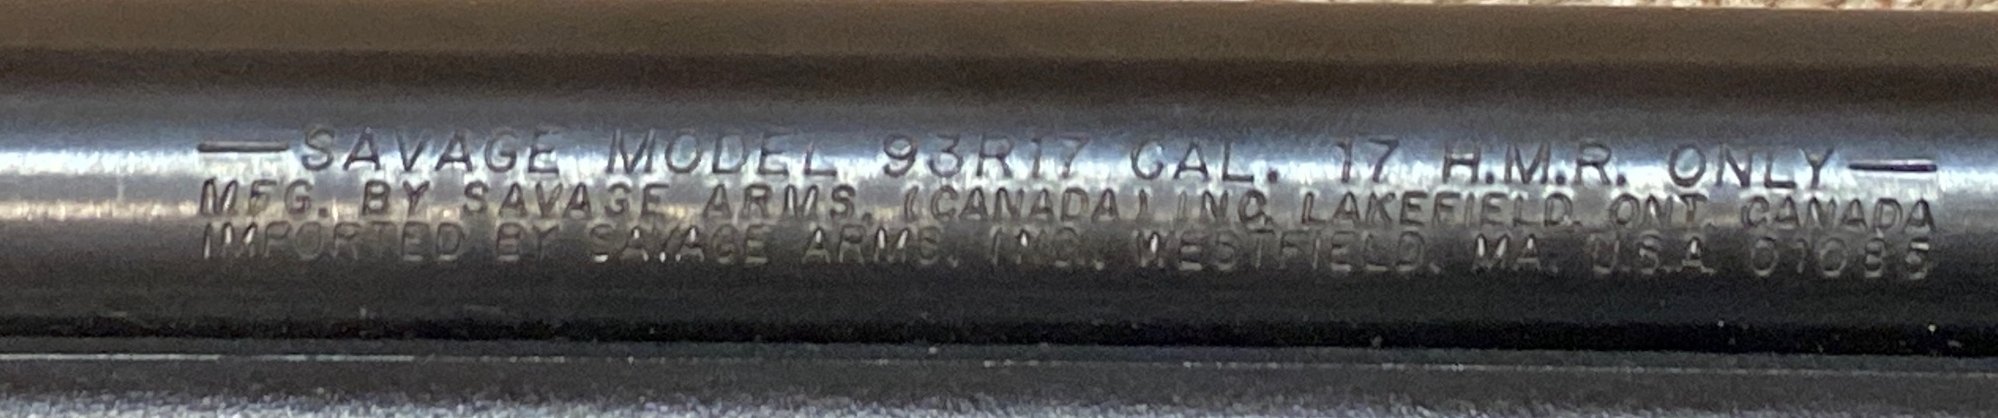 —SAVAGE MODEL 93R17 CAL. 17 H.M.R. ONLY—
MFG. BY SAVAGE ARMS. (CANADA) INC. LAKEFIELD. ONT. CANADA
IMPORTED BY SAVAGE ARMS. INC. WESTFIELD. MA. U.S.A. 01085